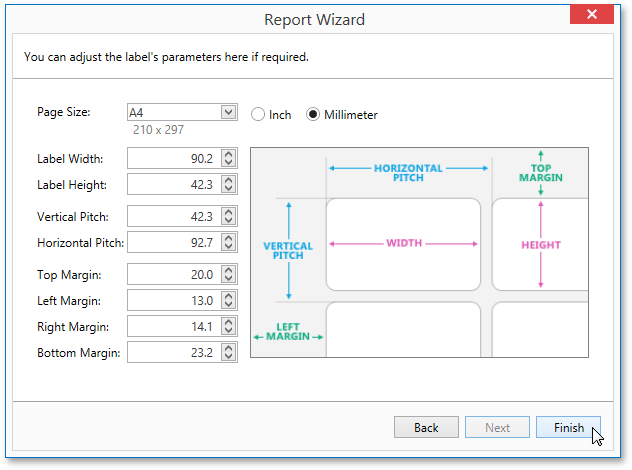 Report Wizard
You can adjust the label's parameters here if required.
Page Size: A4 Inch Millimeter
210 x 297
Label Width: 90.2
Label Height: 42.3
Vertical Pitch: 42.3
Horizontal Pitch: 92.7
Top Margin: 20.0
Left Margin: 13.0
Right Margin: 14.1
Bottom Margin: 23.2
HORIZONTAL
PITCH
TOP
MARGIN
VERTICAL
PITCH
WIDTH
HEIGHT
LEFT
MARGIN
Back Next Finish